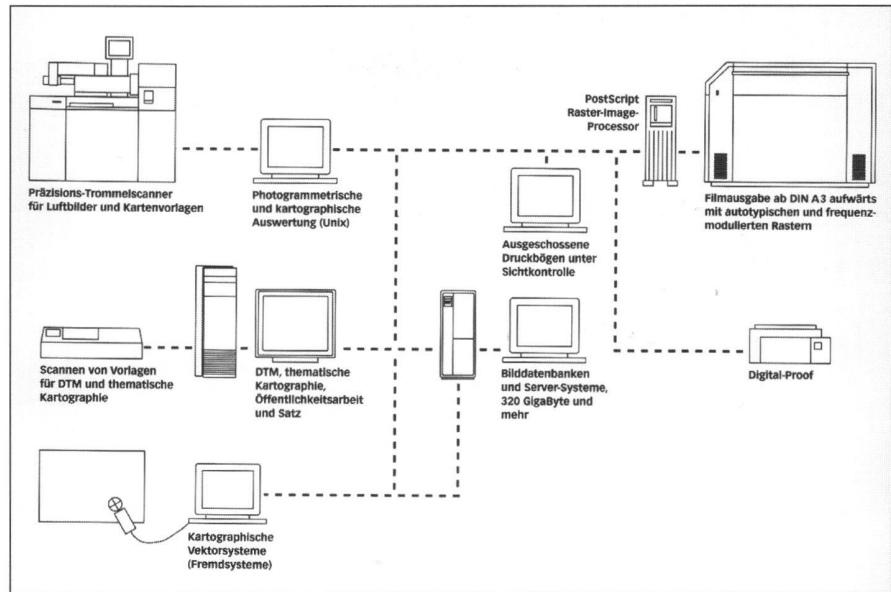 PostScript
Raster-Image-
Processor
Präzisions-Trommelscanner
für Luftbilder und Kartenvorlagen
Photogrammetrische
und kartographische
Auswertung (Unix)
Filmausgabe ab DIN A3 aufwärts
mit autotypischen und frequenz-
modulierten Rastern
Ausgeschossene
Druckbögen unter
Sichtkontrolle
Scannen von Vorlagen
für DTM und thematische
Kartographie
DTM, thematische
Kartographie,
Öffentlichkeitsarbeit
und Satz
Bilddatenbanken
und Server-Systeme,
320 GigaByte und
mehr
Digital-Proof
Kartographische
Vektorsysteme
(Fremdsysteme)